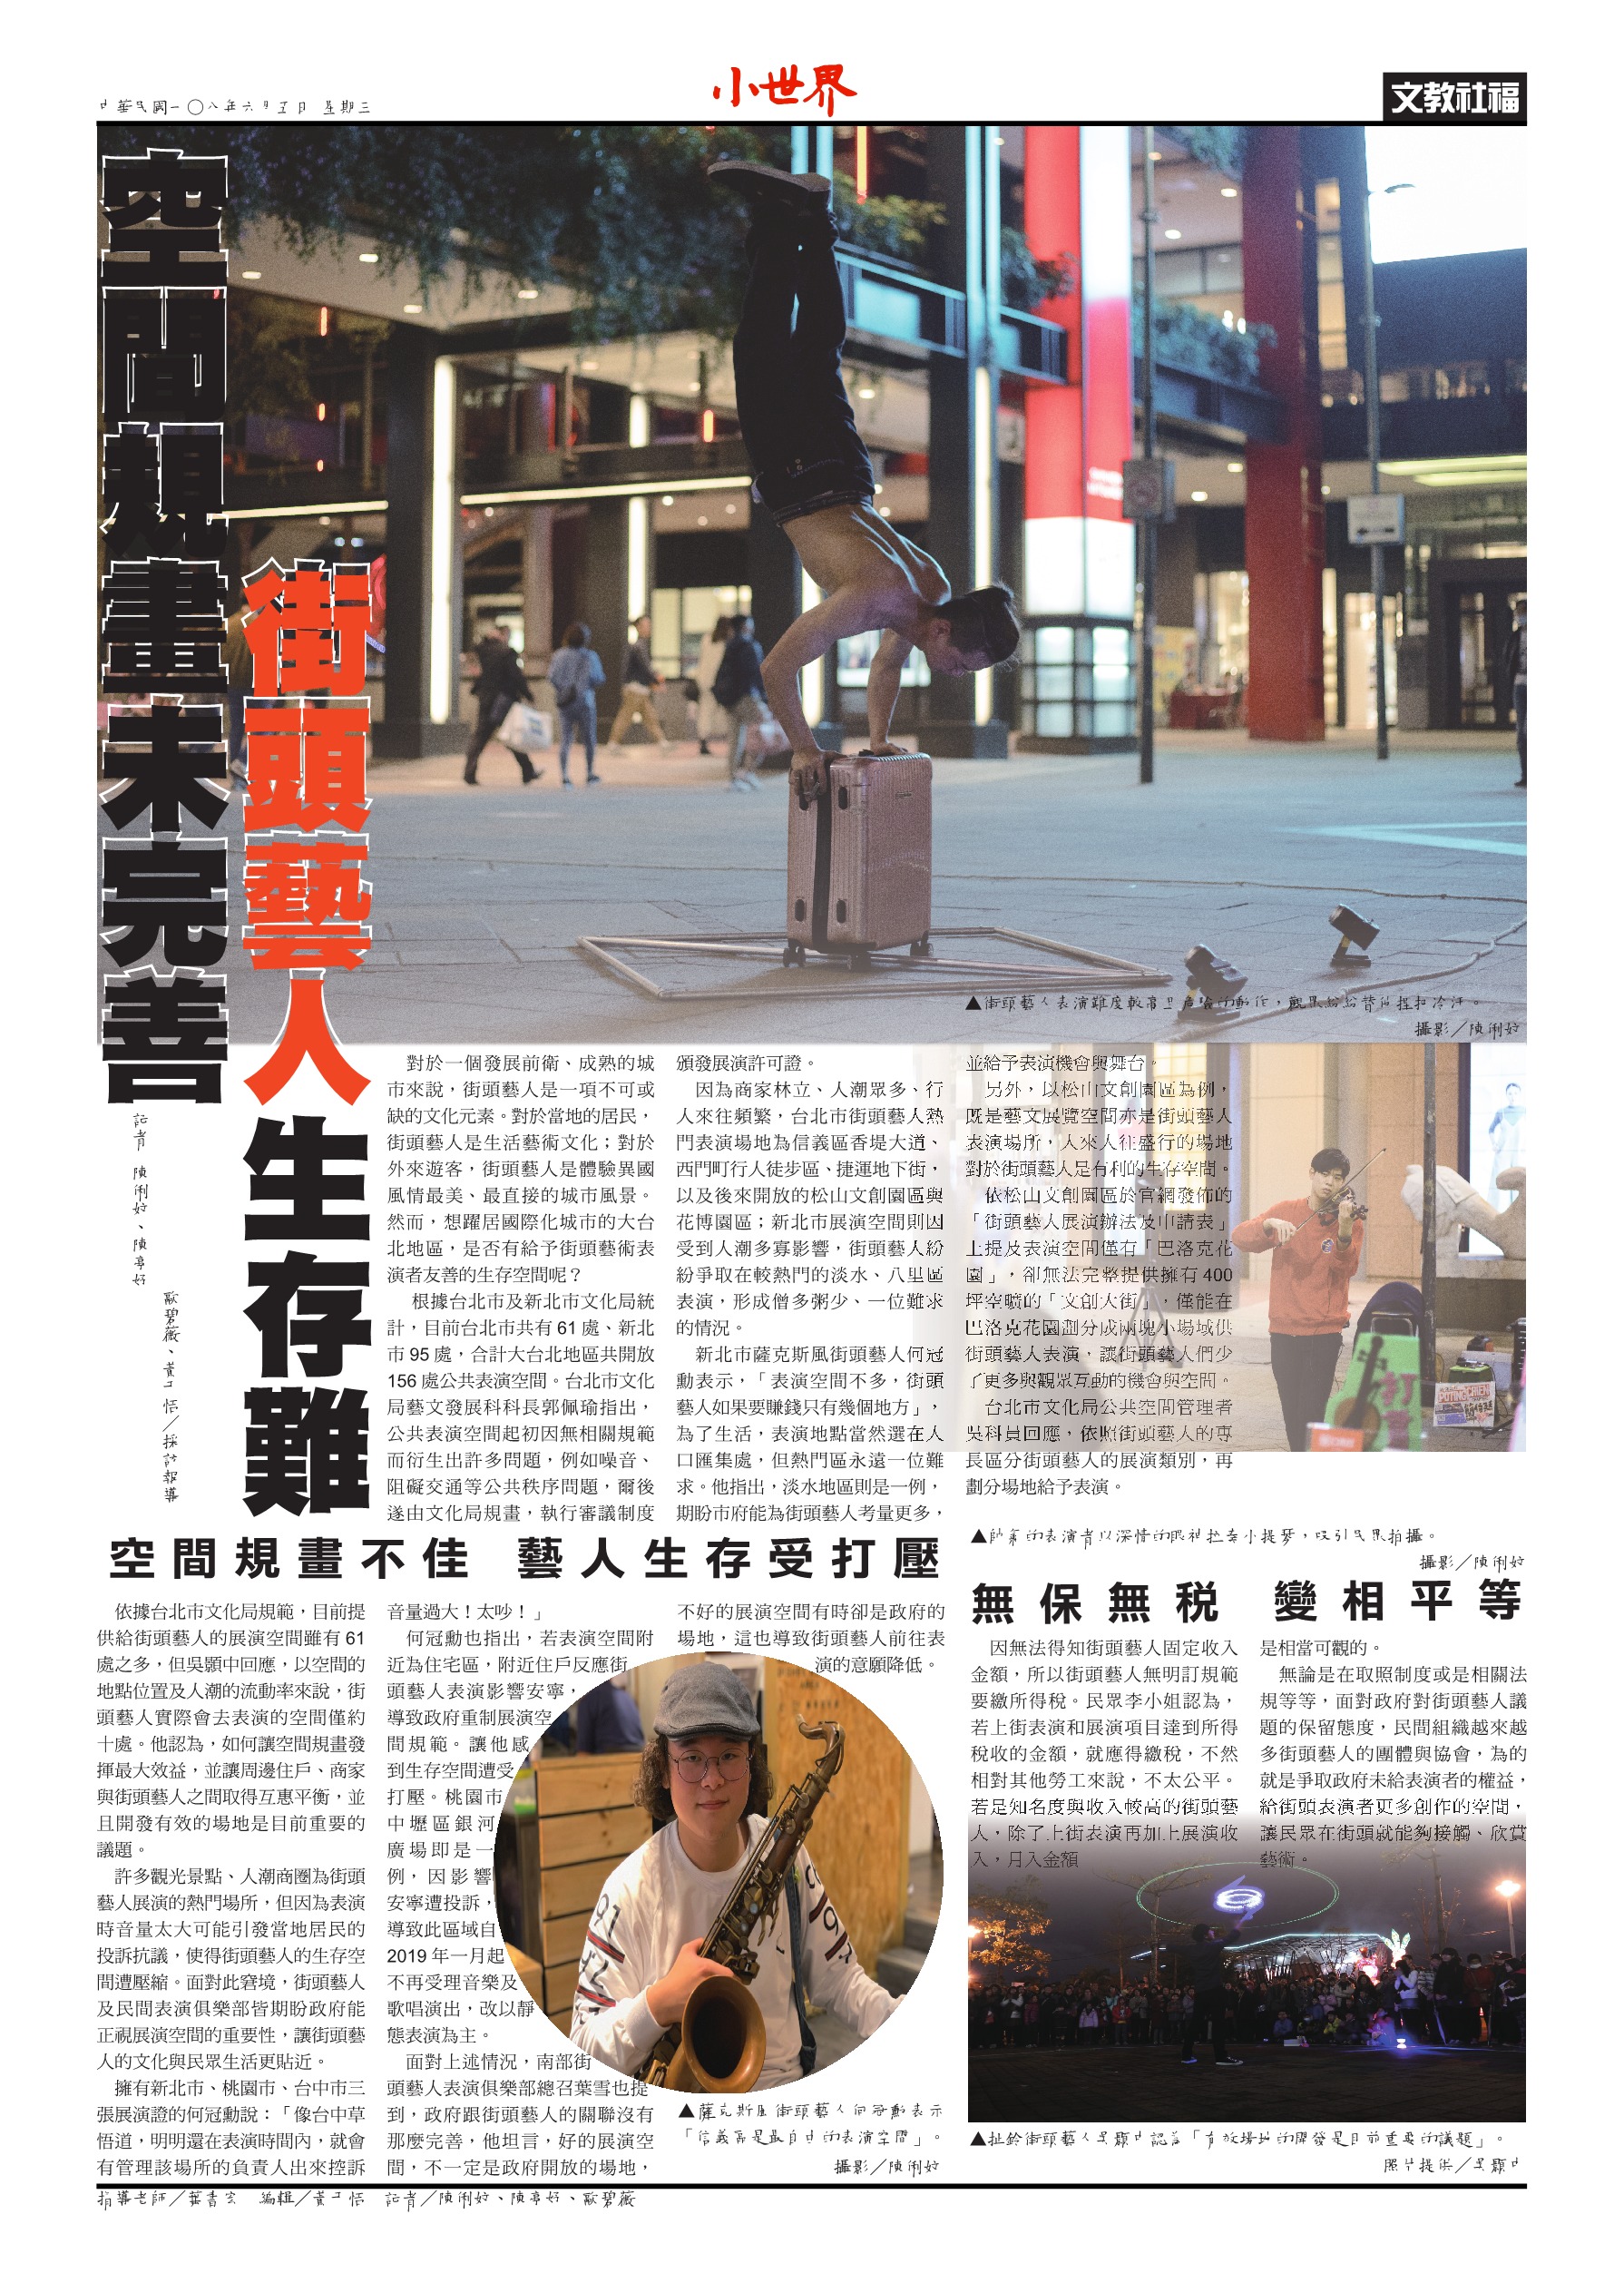 中華民國一〇八年六月五日 星期三
小世界
文教社福
空間規畫未完善
街頭藝人生存難
▲街頭藝人表演難度較高且危險的動作，觀眾紛紛替他捏把冷汗。
攝影／陳俐妤
記者 陳俐妤、陳亭妤
歐碧薇、黃丁恬／採訪報導
對於一個發展前衛、成熟的城
市來說，街頭藝人是一項不可或
缺的文化元素。對於當地的居民，
街頭藝人是生活藝術文化；對於
外來遊客，街頭藝人是體驗異國
風情最美、最直接的城市風景。
然而，想躍居國際化城市的大台
北地區，是否有給予街頭藝術表
演者友善的生存空間呢？
根據台北市及新北市文化局統
計，目前台北市共有 61 處、新北
市 95 處，合計大台北地區共開放
156 處公共表演空間。台北市文化
局藝文發展科科長郭佩瑜指出，
公共表演空間起初因無相關規範
而衍生出許多問題，例如噪音、
阻礙交通等公共秩序問題，爾後
遂由文化局規畫，執行審議制度
頒發展演許可證。
因為商家林立、人潮眾多、行
人來往頻繁，台北市街頭藝人熱
門表演場地為信義區香堤大道、
西門町行人徒步區、捷運地下街，
以及後來開放的松山文創園區與
花博園區；新北市展演空間則因
受到人潮多寡影響，街頭藝人紛
紛爭取在較熱門的淡水、八里區
表演，形成僧多粥少、一位難求
的情況。
新北市薩克斯風街頭藝人何冠
勳表示，「表演空間不多，街頭
藝人如果要賺錢只有幾個地方」，
為了生活，表演地點當然選在人
口匯集處，但熱門區永遠一位難
求。他指出，淡水地區則是一例，
期盼市府能為街頭藝人考量更多，
並給予表演機會與舞台。
另外，以松山文創園區為例，
既是藝文展覽空間亦是街頭藝人
表演場所，人來人往盛行的場地
對於街頭藝人是有利的生存空間。
依松山文創園區於官網發佈的
「街頭藝人展演辦法及申請表」
上提及表演空間僅有「巴洛克花
園」，卻無法完整提供擁有 400
坪空曠的「文創大街」，僅能在
巴洛克花園劃分成兩塊小場域供
街頭藝人表演，讓街頭藝人們少
了更多與觀眾互動的機會與空間。
台北市文化局公共空間管理者
吳科員回應，依照街頭藝人的專
長區分街頭藝人的展演類別，再
劃分場地給予表演。
▲帥氣的表演者以深情的眼神拉奏小提琴，吸引民眾拍攝。
攝影／陳俐妤
空間規畫不佳 藝人生存受打壓
依據台北市文化局規範，目前提
供給街頭藝人的展演空間雖有 61
處之多，但吳顥中回應，以空間的
地點位置及人潮的流動率來說，街
頭藝人實際會去表演的空間僅約
十處。他認為，如何讓空間規畫發
揮最大效益，並讓周邊住戶、商家
與街頭藝人之間取得互惠平衡，並
且開發有效的場地是目前重要的
議題。
許多觀光景點、人潮商圈為街頭
藝人展演的熱門場所，但因為表演
時音量太大可能引發當地居民的
投訴抗議，使得街頭藝人的生存空
間遭壓縮。面對此窘境，街頭藝人
及民間表演俱樂部皆期盼政府能
正視展演空間的重要性，讓街頭藝
人的文化與民眾生活更貼近。
擁有新北市、桃園市、台中市三
張展演證的何冠勳說：「像台中草
悟道，明明還在表演時間內，就會
有管理該場所的負責人出來控訴
音量過大！太吵！」
何冠勳也指出，若表演空間附
近為住宅區，附近住戶反應街
頭藝人表演影響安寧，
導致政府重制展演空
間規範。讓他感
到生存空間遭受
打壓。桃園市
中壢區銀河
廣場即是一
例，因影響
安寧遭投訴，
導致此區域自
2019 年一月起
不再受理音樂及
歌唱演出，改以靜
態表演為主。
面對上述情況，南部街
頭藝人表演俱樂部總召葉雪也提
到，政府跟街頭藝人的關聯沒有
那麼完善，他坦言，好的展演空
間，不一定是政府開放的場地，
不好的展演空間有時卻是政府的
場地，這也導致街頭藝人前往表
演的意願降低。
▲薩克斯風街頭藝人何冠勳表示
「信義區是最自由的表演空間」。
攝影／陳俐妤
無保無稅 變相平等
因無法得知街頭藝人固定收入
金額，所以街頭藝人無明訂規範
要繳所得稅。民眾李小姐認為，
若上街表演和展演項目達到所得
稅收的金額，就應得繳稅，不然
相對其他勞工來說，不太公平。
若是知名度與收入較高的街頭藝
人，除了上街表演再加上展演收
入，月入金額
是相當可觀的。
無論是在取照制度或是相關法
規等等，面對政府對街頭藝人議
題的保留態度，民間組織越來越
多街頭藝人的團體與協會，為的
就是爭取政府未給表演者的權益，
給街頭表演者更多創作的空間，
讓民眾在街頭就能夠接觸、欣賞
藝術。
▲扯鈴街頭藝人吳顥中認為「有效場地的開發是目前重要的議題」。
照片提供／吳顥中
指導老師／葉書宏 編輯／黃丁恬 記者／陳俐妤、陳亭妤、歐碧薇